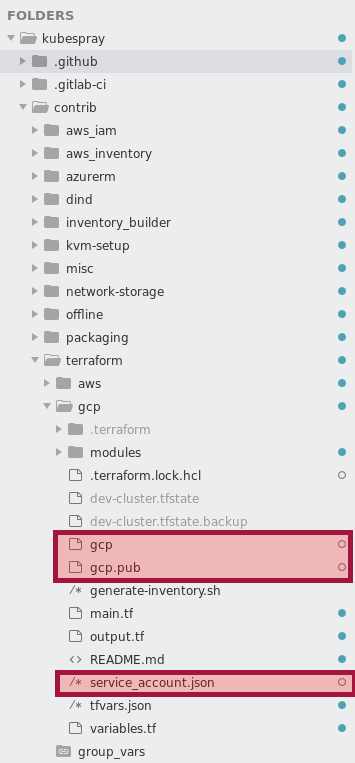 FOLDERS
kubespray
.github
.gitlab-ci
contrib
aws_iam
aws_inventory
azurerm
dind
inventory_builder
kvm-setup
misc
network-storage
offline
packaging
terraform
aws
gcp
.terraform
modules
.terraform.lock.hcl
dev-cluster.tfstate
dev-cluster.tfstate.backup
gcp
gcp.pub
/* generate-inventory.sh
main.tf
output.tf
<> README.md
/* service_account.json
/* tfvars.json
variables.tf
group_vars